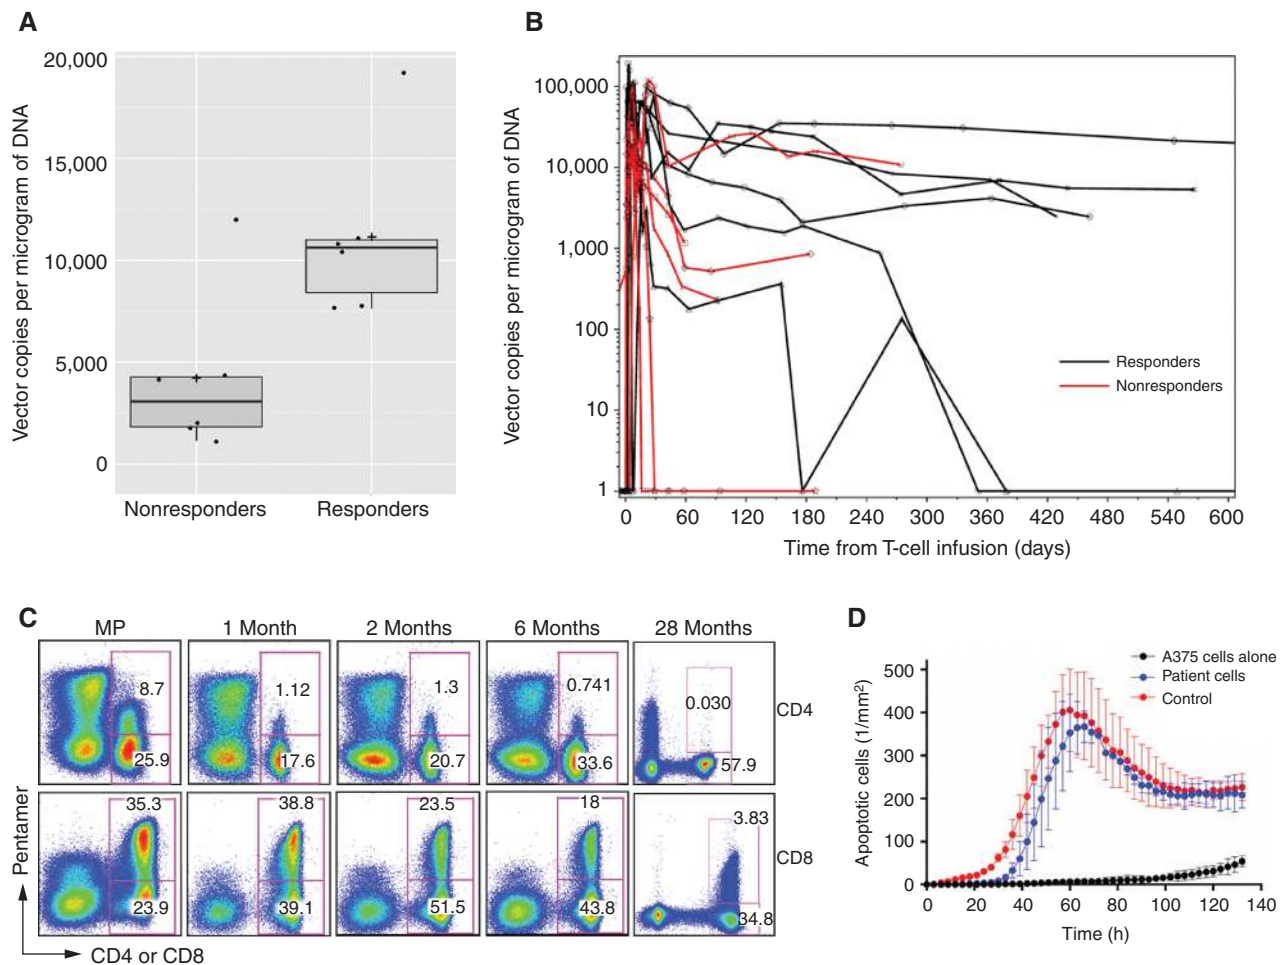 A
Vector copies per microgram of DNA
20,000
15,000
10,000
5,000
0
Nonresponders
Responders
B
Vector copies per microgram of DNA
100,000
10,000
1,000
100
10
1
Responders
Nonresponders
0 60 120 180 240 300 360 420 480 540 600
Time from T-cell infusion (days)
C
MP 1 Month 2 Months 6 Months 28 Months
8.7 1.12 1.3 0.741 0.030
CD4
25.9 17.6 20.7 33.6 57.9
35.3 38.8 23.5 18 3.83
CD8
23.9 39.1 51.5 43.8 34.8
Pentamer
CD4 or CD8
D
A375 cells alone
Patient cells
Control
Apoptotic cells (1/mm²)
500
400
300
200
100
0
0 20 40 60 80 100 120 140
Time (h)